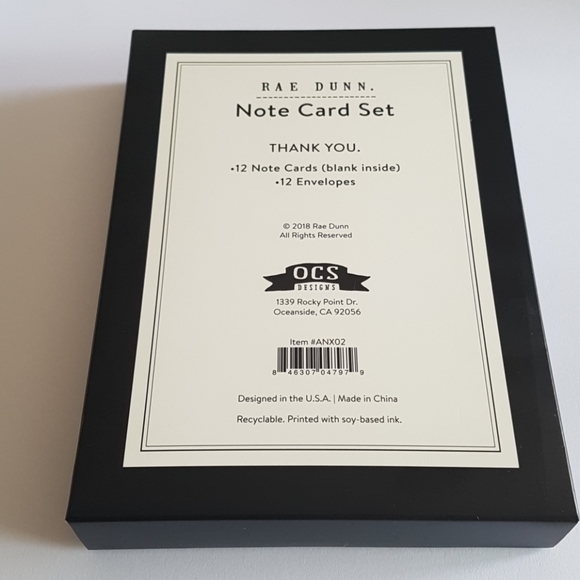 RAE DUNN.
Note Card Set
THANK YOU.
•12 Note Cards (blank inside)
•12 Envelopes
© 2018 Rae Dunn
All Rights Reserved
OCS
DESIGNS
1339 Rocky Point Dr.
Oceanside, CA 92056
Item #ANX02
8 46307 04797 9
Designed in the U.S.A. | Made in China
Recyclable. Printed with soy-based ink.